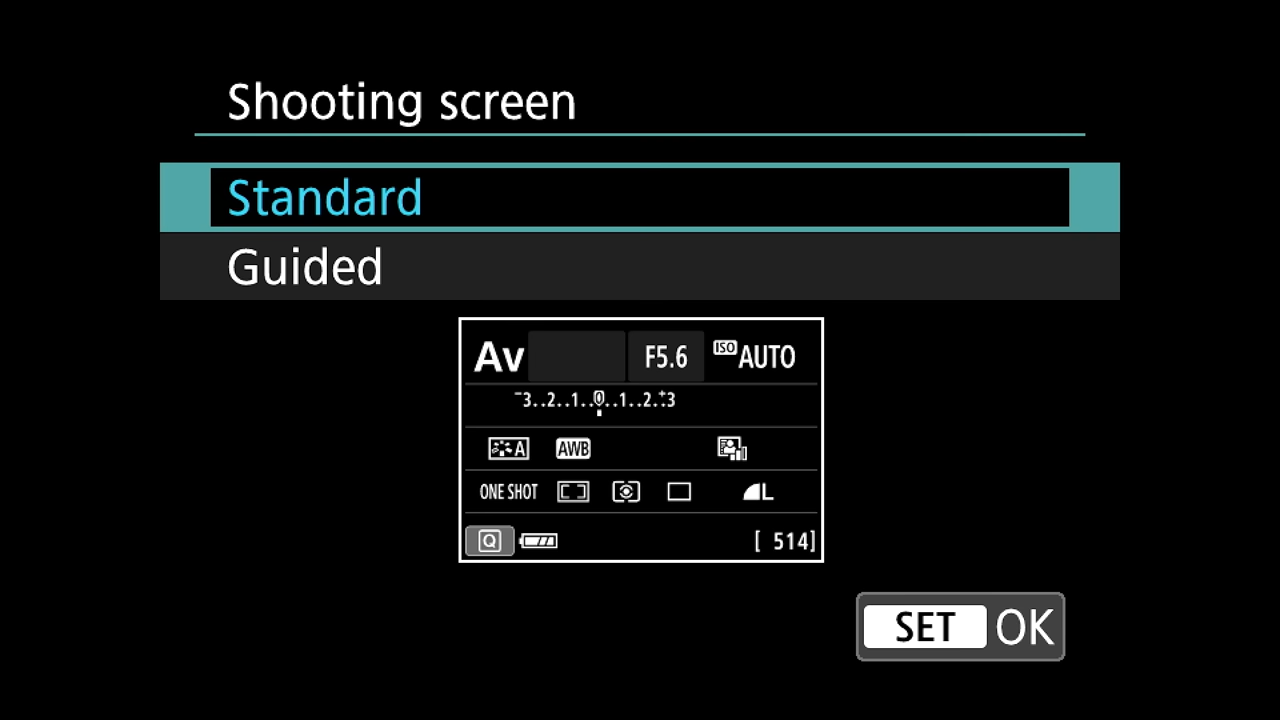 Shooting screen
Standard
Guided
Av F5.6 ISO AUTO
-3..2..1..0..1..2..+3
A AWB
ONE SHOT L
Q [ 514]
SET OK